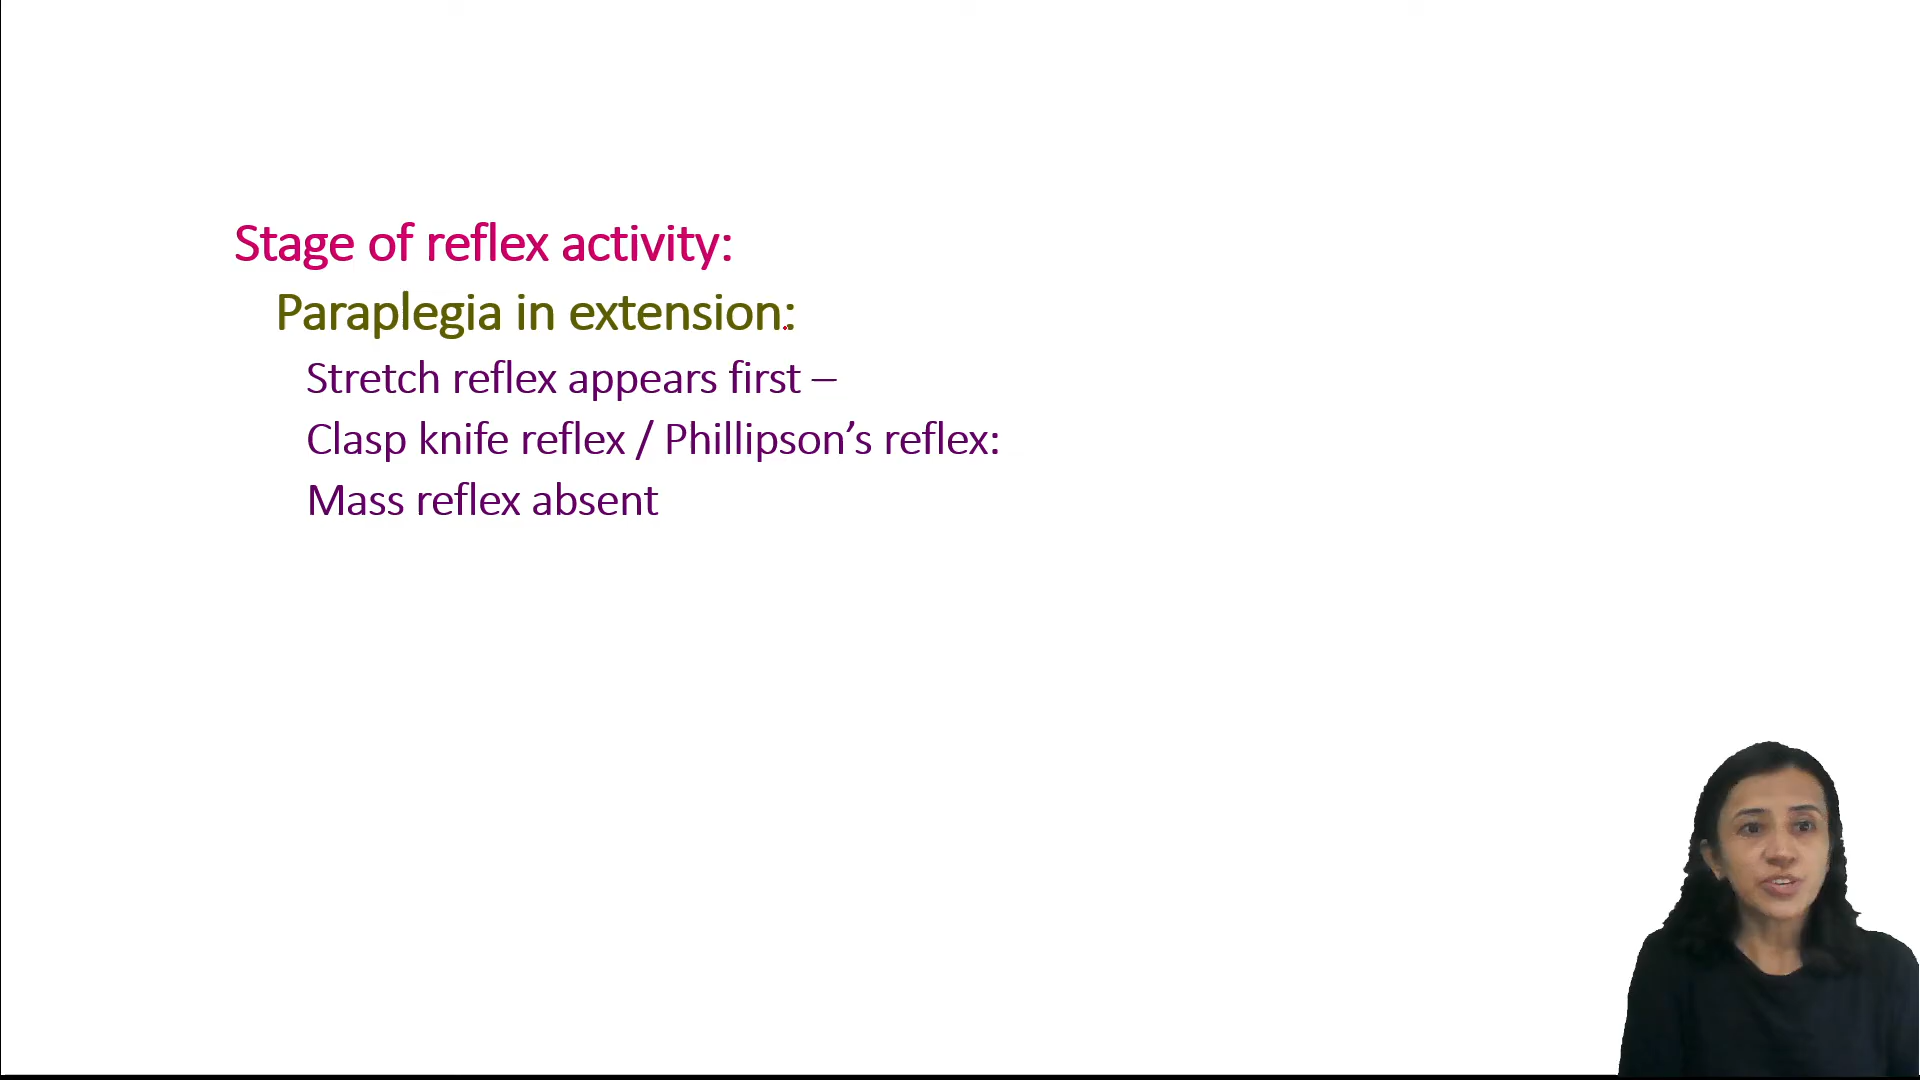 Stage of reflex activity:
Paraplegia in extension:
Stretch reflex appears first –
Clasp knife reflex / Phillipson’s reflex:
Mass reflex absent